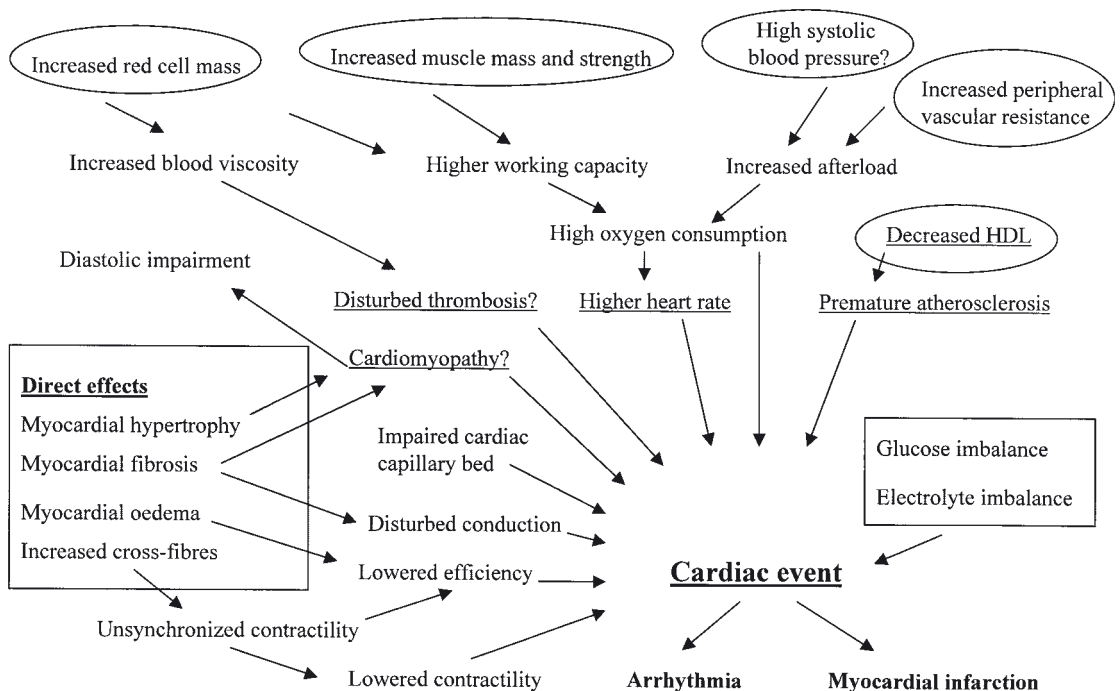 High systolic
blood pressure?
Increased red cell mass
Increased muscle mass and strength
Increased peripheral
vascular resistance
Increased blood viscosity
Higher working capacity
Increased afterload
High oxygen consumption
Decreased HDL
Diastolic impairment
Disturbed thrombosis?
Higher heart rate
Premature atherosclerosis
Cardiomyopathy?
Direct effects
Myocardial hypertrophy
Myocardial fibrosis
Myocardial oedema
Increased cross-fibres
Impaired cardiac
capillary bed
Glucose imbalance
Electrolyte imbalance
Disturbed conduction
Lowered efficiency
Cardiac event
Unsynchronized contractility
Lowered contractility
Arrhythmia
Myocardial infarction